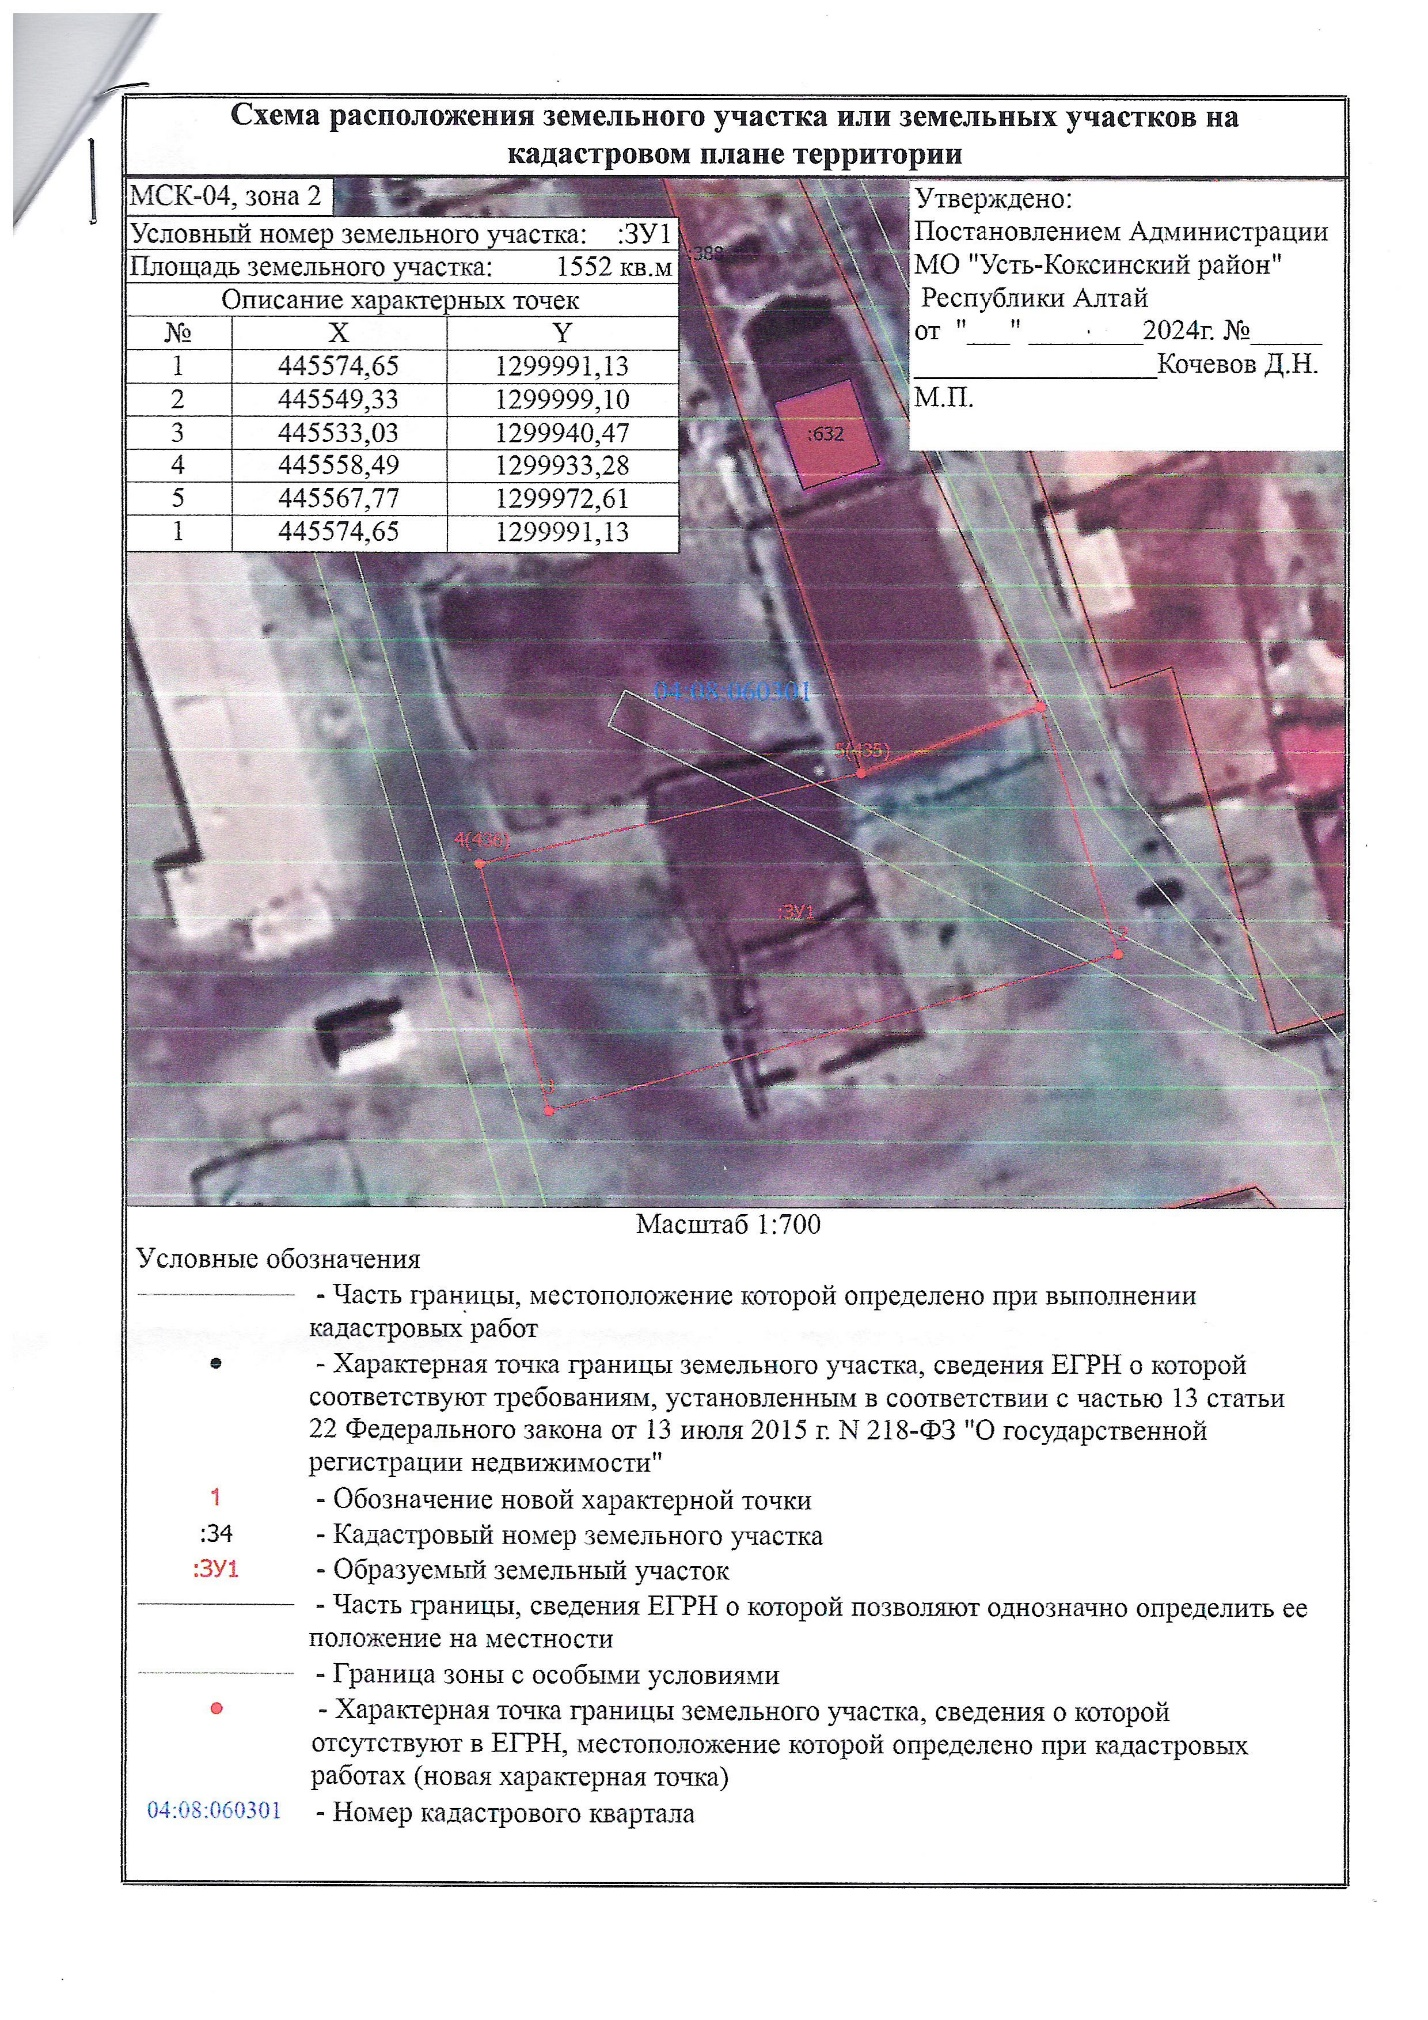 Схема расположения земельного участка или земельных участков на
кадастровом плане территории
МСК-04, зона 2
Условный номер земельного участка: :ЗУ1
Площадь земельного участка: 1552 кв.м
Описание характерных точек
№ X Y
1 445574,65 1299991,13
2 445549,33 1299999,10
3 445533,03 1299940,47
4 445558,49 1299933,28
5 445567,77 1299972,61
1 445574,65 1299991,13
Утверждено:
Постановлением Администрации
МО "Усть-Коксинский район"
Республики Алтай
от "___" ________2024г. №_____
_________________Кочевов Д.Н.
М.П.
:388
:632
04:08:060301
5(435)
4(436)
:ЗУ1
Масштаб 1:700
Условные обозначения
- Часть границы, местоположение которой определено при выполнении
кадастровых работ
- Характерная точка границы земельного участка, сведения ЕГРН о которой
соответствуют требованиям, установленным в соответствии с частью 13 статьи
22 Федерального закона от 13 июля 2015 г. N 218-ФЗ "О государственной
регистрации недвижимости"
1 - Обозначение новой характерной точки
:34 - Кадастровый номер земельного участка
:ЗУ1 - Образуемый земельный участок
- Часть границы, сведения ЕГРН о которой позволяют однозначно определить ее
положение на местности
- Граница зоны с особыми условиями
- Характерная точка границы земельного участка, сведения о которой
отсутствуют в ЕГРН, местоположение которой определено при кадастровых
работах (новая характерная точка)
04:08:060301 - Номер кадастрового квартала